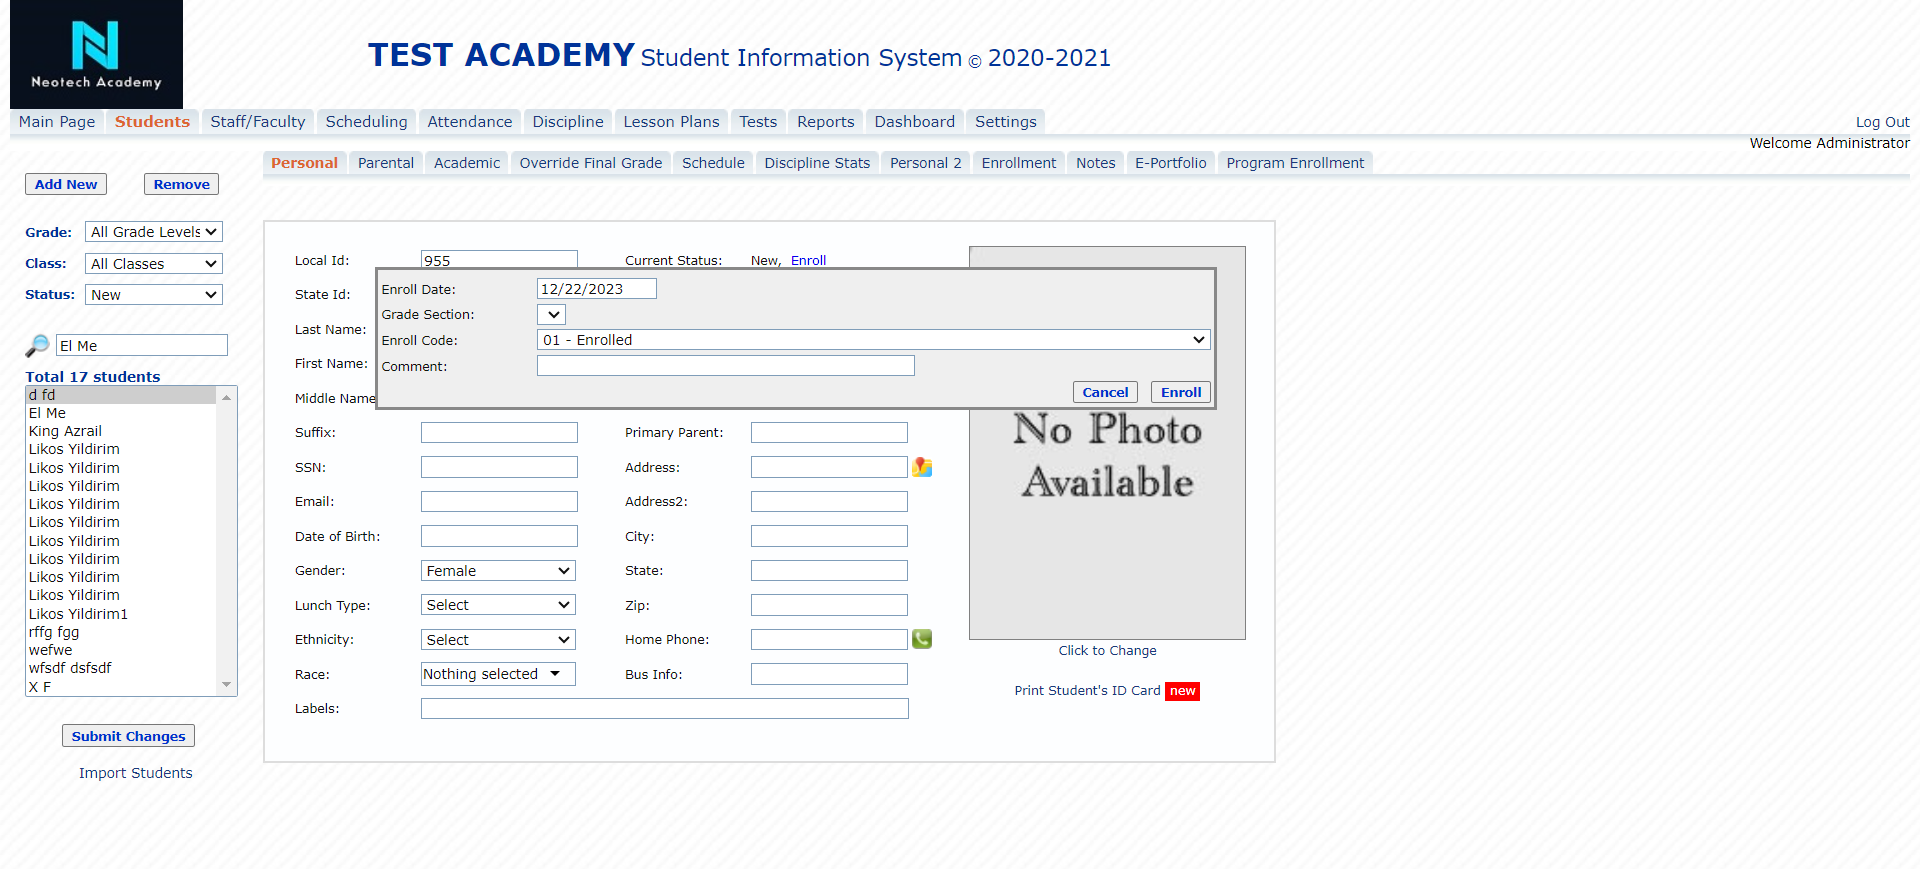 Neotech Academy
TEST ACADEMY Student Information System © 2020-2021
Main Page Students Staff/Faculty Scheduling Attendance Discipline Lesson Plans Tests Reports Dashboard Settings
Log Out
Welcome Administrator
Personal Parental Academic Override Final Grade Schedule Discipline Stats Personal 2 Enrollment Notes E-Portfolio Program Enrollment
Add New Remove
Grade: All Grade Levels
Class: All Classes
Status: New
El Me
Total 17 students
d fd
El Me
King Azrail
Likos Yildirim
Likos Yildirim
Likos Yildirim
Likos Yildirim
Likos Yildirim
Likos Yildirim
Likos Yildirim
Likos Yildirim
Likos Yildirim
Likos Yildirim1
rffg fgg
wefwe
wfsdf dsfsdf
X F
Submit Changes
Import Students
Local Id: 955
Current Status: New, Enroll
State Id:
Last Name:
First Name:
Middle Name
Enroll Date: 12/22/2023
Grade Section:
Enroll Code: 01 - Enrolled
Comment:
Cancel Enroll
Suffix:
Primary Parent:
SSN:
Address:
Email:
Address2:
Date of Birth:
City:
Gender: Female
State:
Lunch Type: Select
Zip:
Ethnicity: Select
Home Phone:
Race: Nothing selected
Bus Info:
Labels:
No Photo
Available
Click to Change
Print Student's ID Card new